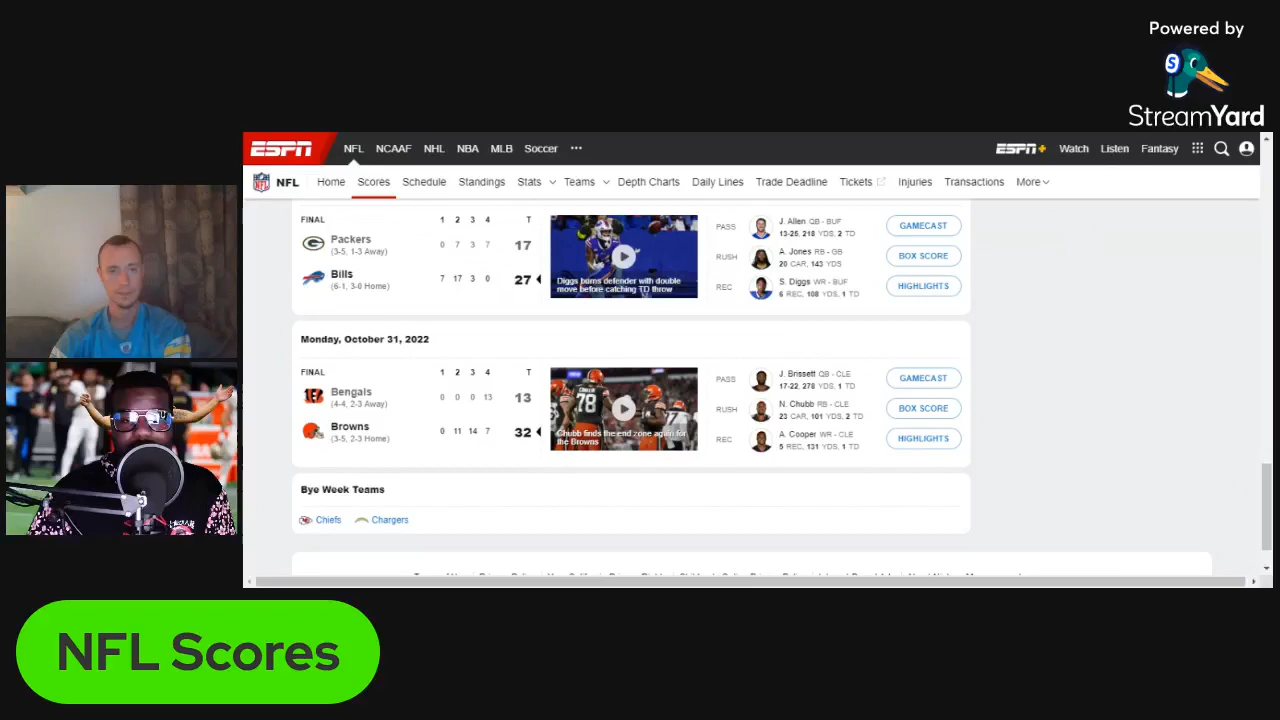 Powered by
StreamYard
ESPN NFL NCAAF NHL NBA MLB Soccer ••• ESPN+ Watch Listen Fantasy
NFL Home Scores Schedule Standings Stats Teams Depth Charts Daily Lines Trade Deadline Tickets Injuries Transactions More
FINAL 1 2 3 4 T
Packers 0 7 3 7 17
(3-5, 1-3 Away)
Bills 7 17 3 0 27
(6-1, 3-0 Home)
Diggs burns defender with double
move before catching TD throw
PASS J. Allen QB - BUF
13-25, 218 YDS, 2 TD
RUSH A. Jones RB - GB
20 CAR, 143 YDS
REC S. Diggs WR - BUF
6 REC, 108 YDS, 1 TD
GAMECAST
BOX SCORE
HIGHLIGHTS
Monday, October 31, 2022
FINAL 1 2 3 4 T
Bengals 0 0 0 13 13
(4-4, 2-3 Away)
Browns 0 11 14 7 32
(3-5, 2-3 Home)
78
Chubb finds the end zone again for
the Browns
PASS J. Brissett QB - CLE
17-22, 278 YDS, 1 TD
RUSH N. Chubb RB - CLE
23 CAR, 101 YDS, 2 TD
REC A. Cooper WR - CLE
5 REC, 131 YDS, 1 TD
GAMECAST
BOX SCORE
HIGHLIGHTS
Bye Week Teams
Chiefs Chargers
NFL Scores